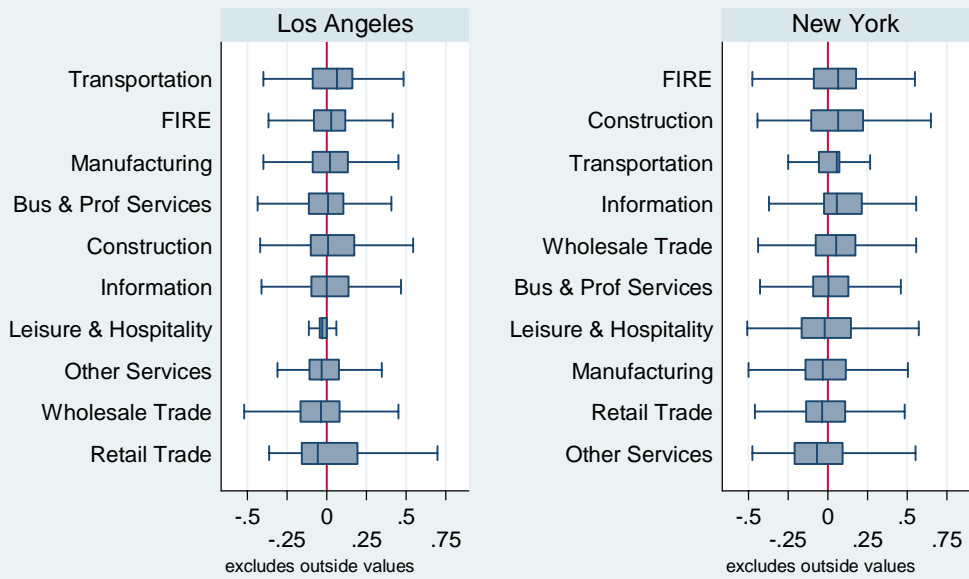 Los Angeles
Transportation
FIRE
Manufacturing
Bus & Prof Services
Construction
Information
Leisure & Hospitality
Other Services
Wholesale Trade
Retail Trade
-.5 0 .5
-.25 .25 .75
excludes outside values
New York
FIRE
Construction
Transportation
Information
Wholesale Trade
Bus & Prof Services
Leisure & Hospitality
Manufacturing
Retail Trade
Other Services
-.5 0 .5
-.25 .25 .75
excludes outside values